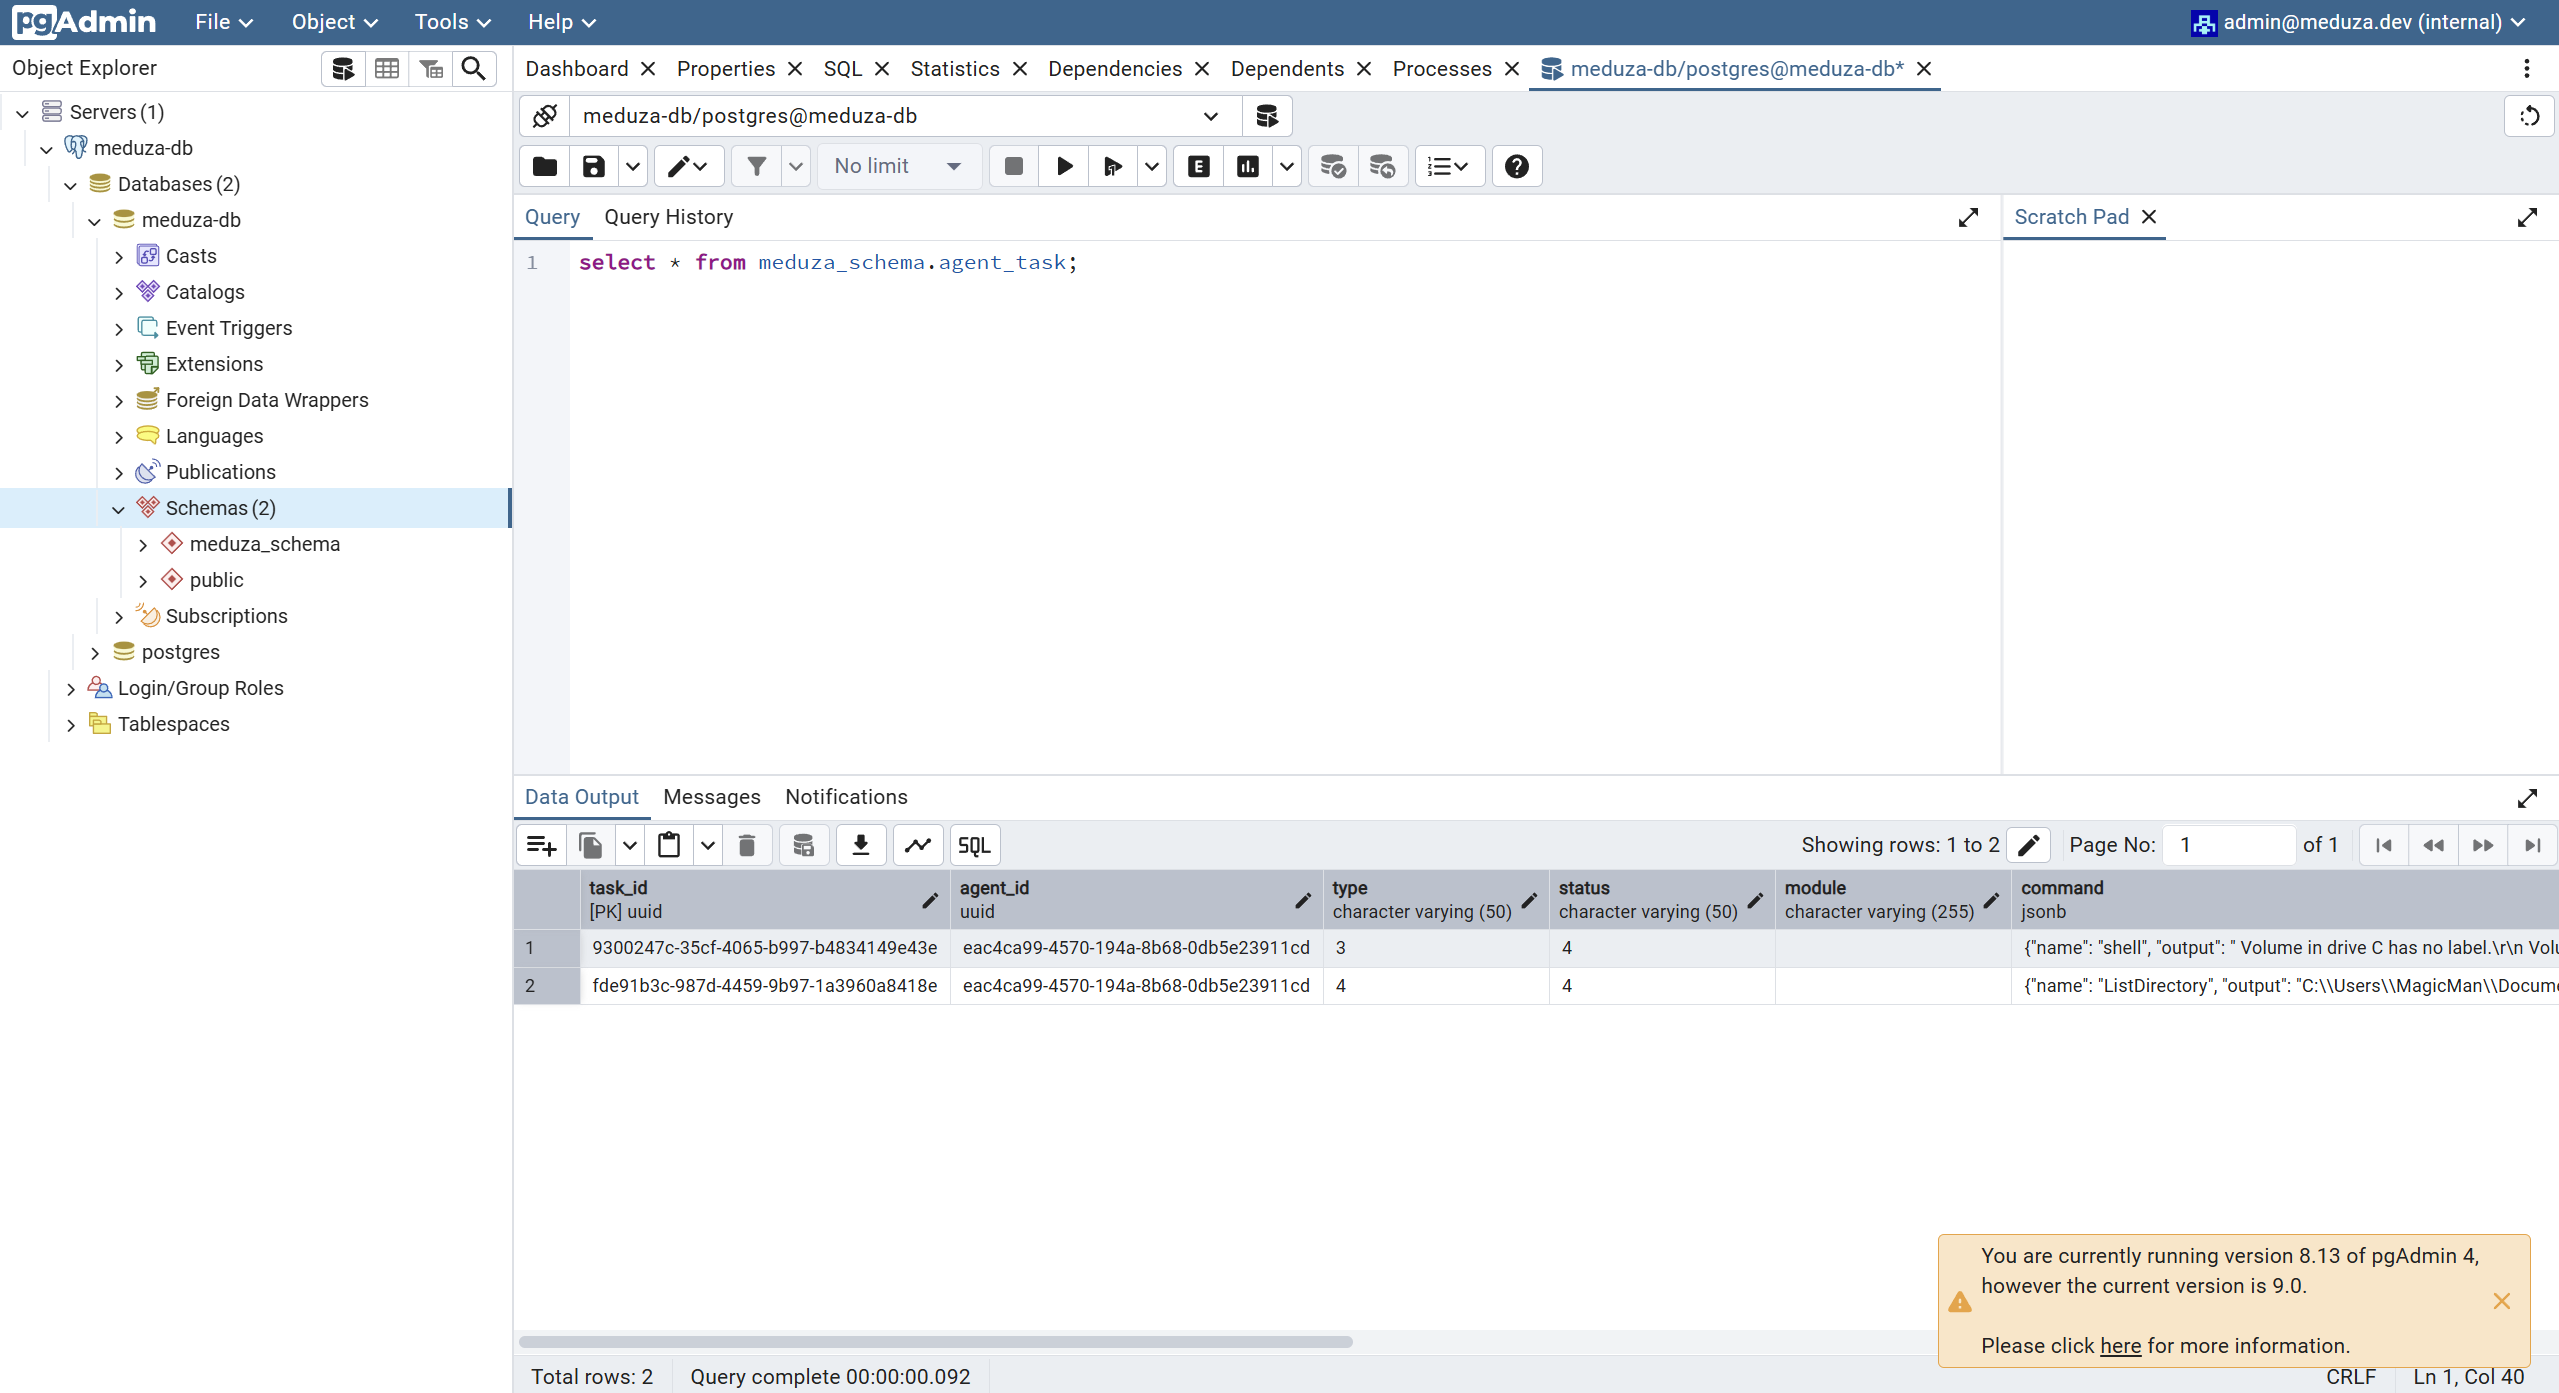 pgAdmin File Object Tools Help admin@meduza.dev (internal)
Object Explorer
Servers (1)
meduza-db
Databases (2)
meduza-db
Casts
Catalogs
Event Triggers
Extensions
Foreign Data Wrappers
Languages
Publications
Schemas (2)
meduza_schema
public
Subscriptions
postgres
Login/Group Roles
Tablespaces
Dashboard Properties SQL Statistics Dependencies Dependents Processes meduza-db/postgres@meduza-db*
meduza-db/postgres@meduza-db
No limit E
Query Query History
1 select * from meduza_schema.agent_task;
Scratch Pad
Data Output Messages Notifications
SQL Showing rows: 1 to 2 Page No: 1 of 1
task_id agent_id type status module command
[PK] uuid uuid character varying (50) character varying (50) character varying (255) jsonb
1 9300247c-35cf-4065-b997-b4834149e43e eac4ca99-4570-194a-8b68-0db5e23911cd 3 4 {"name": "shell", "output": " Volume in drive C has no label.\r\n Volu
2 fde91b3c-987d-4459-9b97-1a3960a8418e eac4ca99-4570-194a-8b68-0db5e23911cd 4 4 {"name": "ListDirectory", "output": "C:\\Users\\MagicMan\\Docume
You are currently running version 8.13 of pgAdmin 4,
however the current version is 9.0.
Please click here for more information.
Total rows: 2 Query complete 00:00:00.092 CRLF Ln 1, Col 40